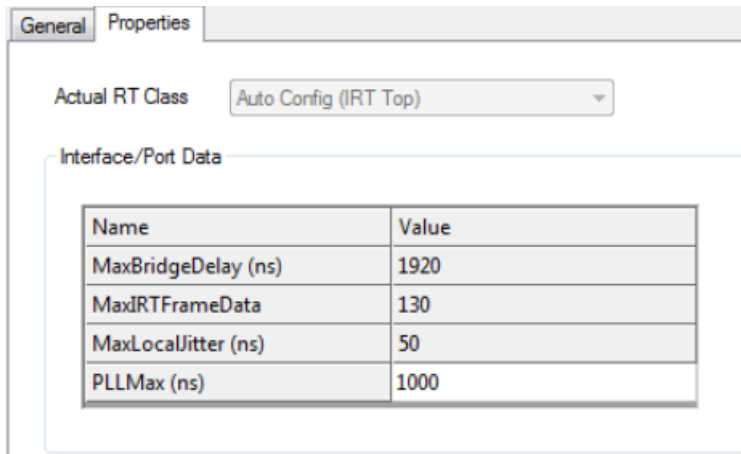 General Properties
Actual RT Class Auto Config (IRT Top)
Interface/Port Data
Name Value
MaxBridgeDelay (ns) 1920
MaxIRTFrameData 130
MaxLocalJitter (ns) 50
PLLMax (ns) 1000